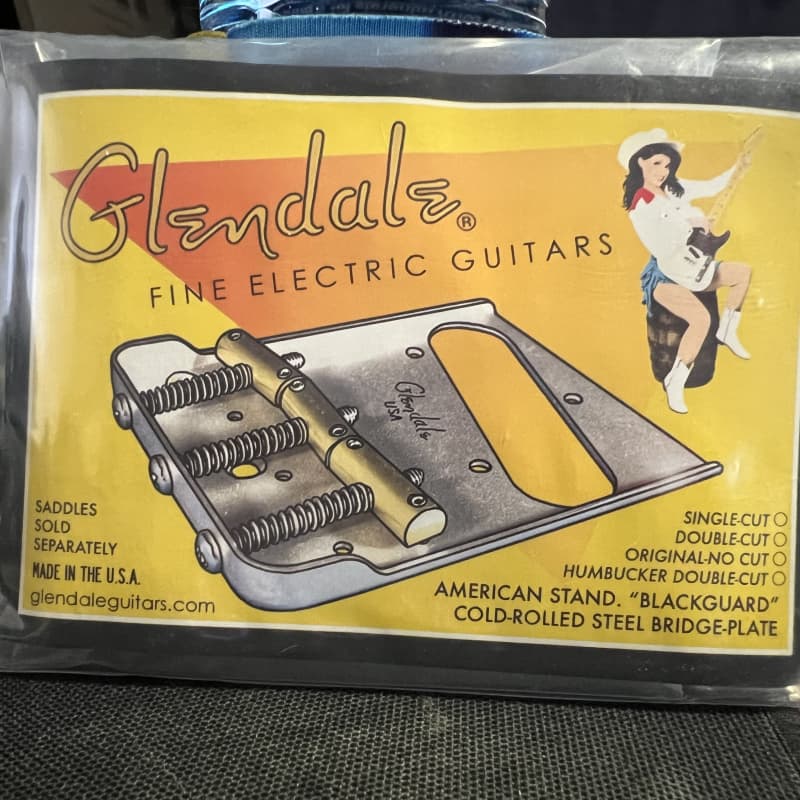 Glendale®
FINE ELECTRIC GUITARS
Glendale
USA
SADDLES
SOLD
SEPARATELY
MADE IN THE U.S.A.
glendaleguitars.com
SINGLE-CUT
DOUBLE-CUT
ORIGINAL-NO CUT
HUMBUCKER DOUBLE-CUT
AMERICAN STAND. "BLACKGUARD"
COLD-ROLLED STEEL BRIDGE-PLATE